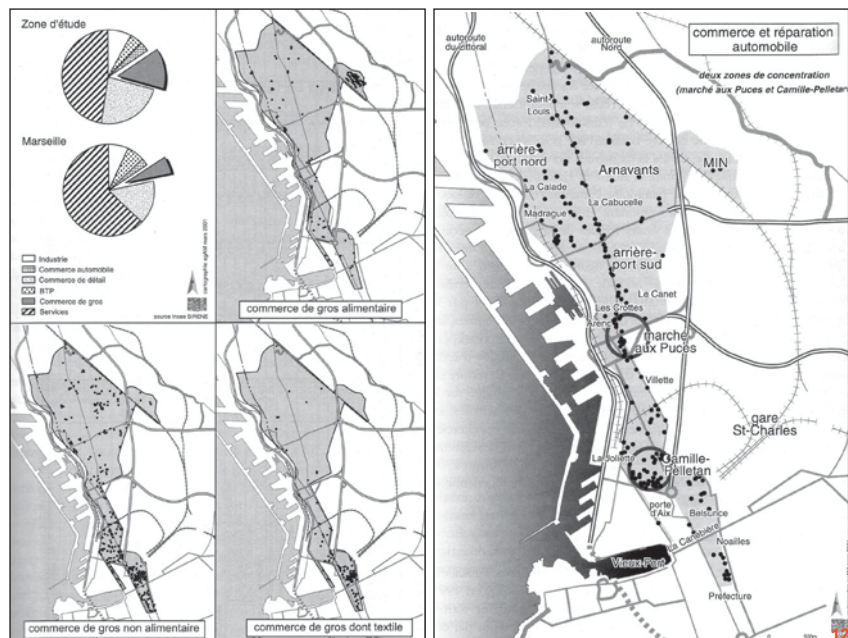 Zone d'étude
Marseille
Industrie
Commerce automobile
Commerce de détail
BTP
Commerce de gros
Services
cartographie agAM mars 2001
source Insee SIRENE
commerce de gros alimentaire
commerce de gros non alimentaire
commerce de gros dont textile
autoroute
du Littoral
autoroute
Nord
commerce et réparation
automobile
deux zones de concentration
(marché aux Puces et Camille-Pelletan
Saint-
Louis
arrière-
port nord
Arnavants
MIN
La Calade
La Cabucelle
Madrague
arrière-
port sud
Le Canet
Les Crottes
Arenc
marché
aux Puces
Villette
gare
St-Charles
La Joliette
Camille-
Pelletan
porte
d'Aix
Belsunce
La Canebière
Noailles
Vieux-Port
Préfecture
12